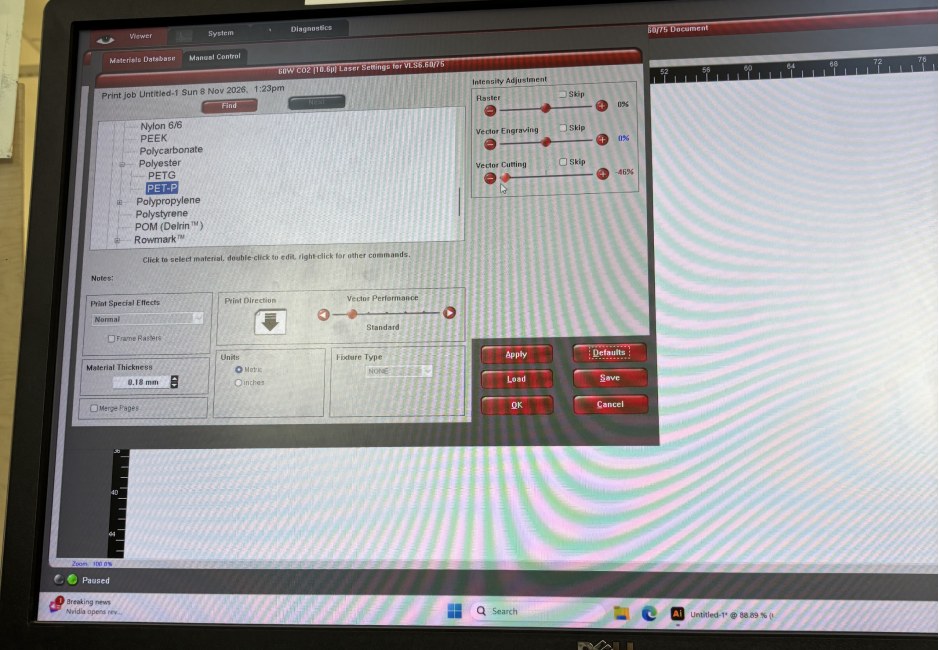 Viewer
System
Diagnostics
60/75 Document
Materials Database
Manual Control
60W CO2 (10.6µ) Laser Settings for VLS6.60/75
Print job Untitled-1 Sun 8 Nov 2026, 1:23pm
Find
Nylon 6/6
PEEK
Polycarbonate
Polyester
PETG
PET-P
Polypropylene
Polystyrene
POM (Delrin™)
Rowmark™
Click to select material, double-click to edit, right-click for other commands.
Notes:
Intensity Adjustment
Raster
Skip
0%
Vector Engraving
Skip
0%
Vector Cutting
Skip
-46%
Print Special Effects
Normal
Frame Rasters
Print Direction
Vector Performance
Standard
Material Thickness
0.18 mm
Merge Pages
Units
Metric
Inches
Fixture Type
NONE
Apply
Defaults
Load
Save
OK
Cancel
52 56 60 64 68 72 76
36
40
44
Zoom: 100.0%
Paused
Breaking news
Nvidia opens
Search
Ai
Untitled-1* @ 88.89 %
DELL